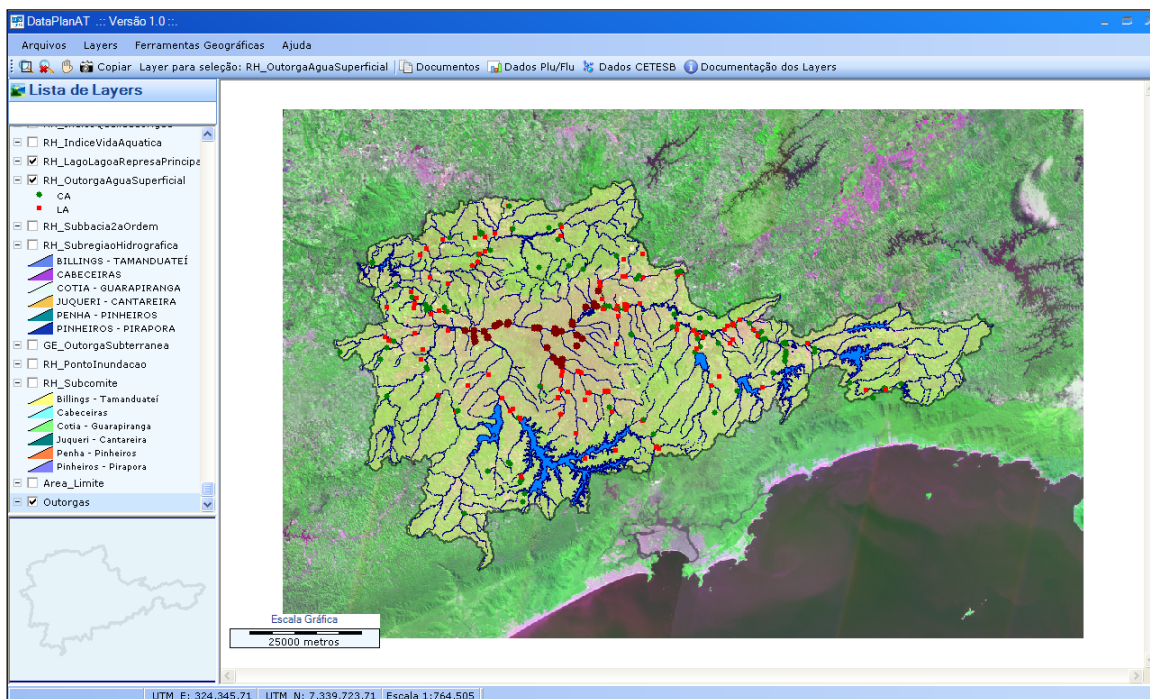 DataPlanAT .:: Versão 1.0 ::.
Arquivos Layers Ferramentas Geográficas Ajuda
Copiar Layer para seleção: RH_OutorgaAguaSuperficial Documentos Dados Plu/Flu Dados CETESB Documentação dos Layers
Lista de Layers
RH_IndiceVidaAquatica
RH_LagoLagoaRepresaPrincipa
RH_OutorgaAguaSuperficial
CA
LA
RH_Subbacia2aOrdem
RH_SubregiaoHidrografica
BILLINGS - TAMANDUATEÍ
CABECEIRAS
COTIA - GUARAPIRANGA
JUQUERI - CANTAREIRA
PENHA - PINHEIROS
PINHEIROS - PIRAPORA
GE_OutorgaSubterranea
RH_PontoInundacao
RH_Subcomite
Billings - Tamanduateí
Cabeceiras
Cotia - Guarapiranga
Juqueri - Cantareira
Penha - Pinheiros
Pinheiros - Pirapora
Area_Limite
Outorgas
Escala Gráfica
25000 metros
UTM_E: 324.345,71 UTM_N: 7.339.723,71 Escala 1:764.505